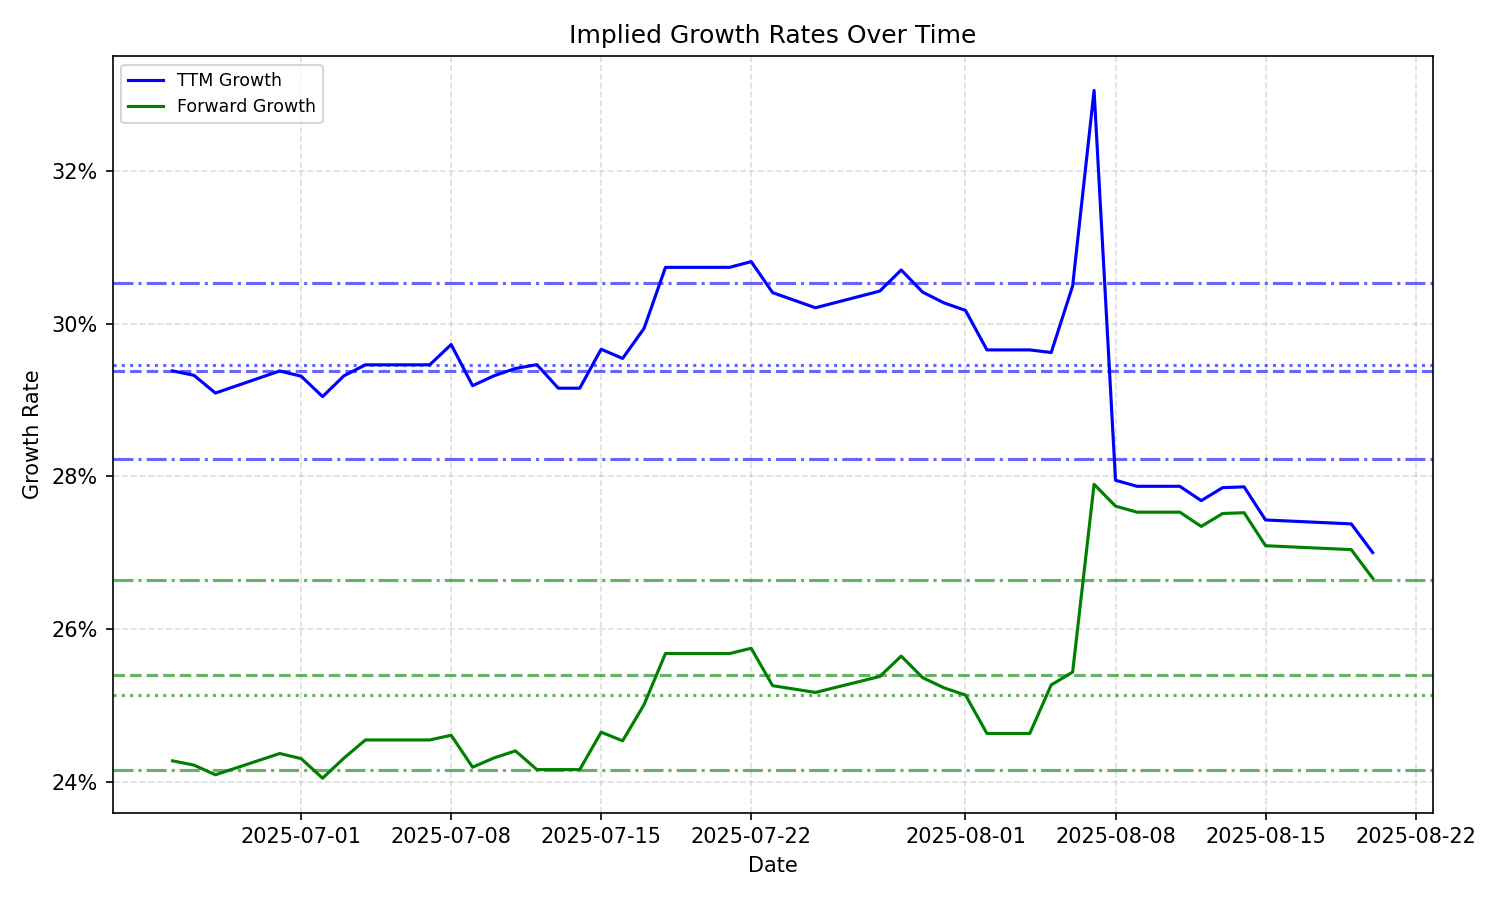 Implied Growth Rates Over Time
TTM Growth
Forward Growth
32%
30%
28%
26%
24%
Growth Rate
2025-07-01
2025-07-08
2025-07-15
2025-07-22
2025-08-01
2025-08-08
2025-08-15
2025-08-22
Date